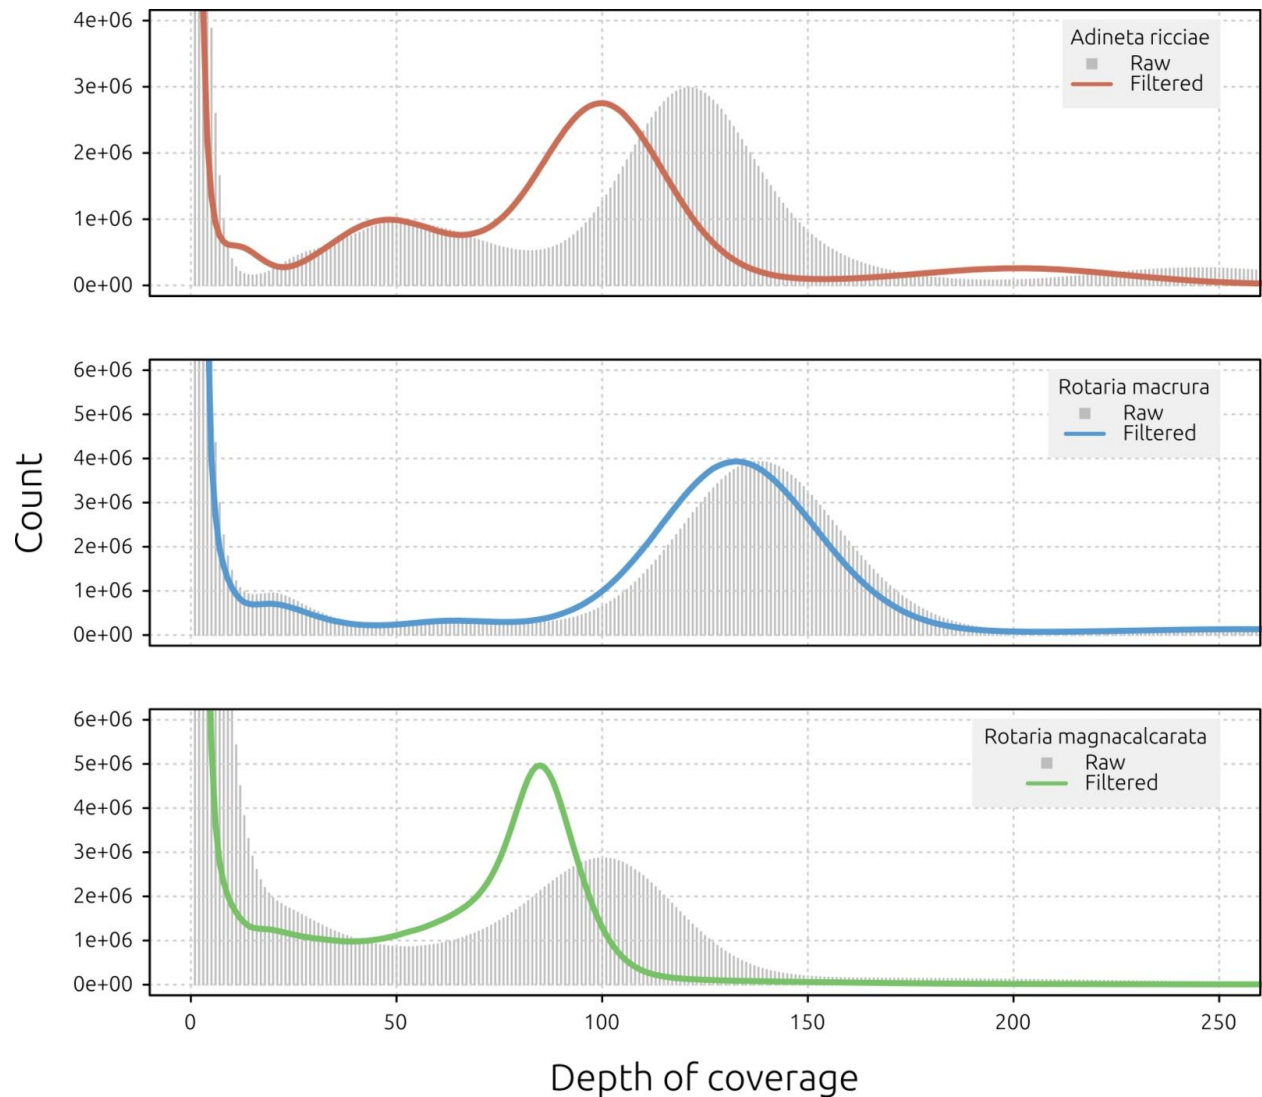 4e+06
3e+06
2e+06
1e+06
0e+00
Adineta ricciae
Raw
Filtered
6e+06
5e+06
4e+06
3e+06
2e+06
1e+06
0e+00
Rotaria macrura
Raw
Filtered
Count
6e+06
5e+06
4e+06
3e+06
2e+06
1e+06
0e+00
Rotaria magnacalcarata
Raw
Filtered
0 50 100 150 200 250
Depth of coverage